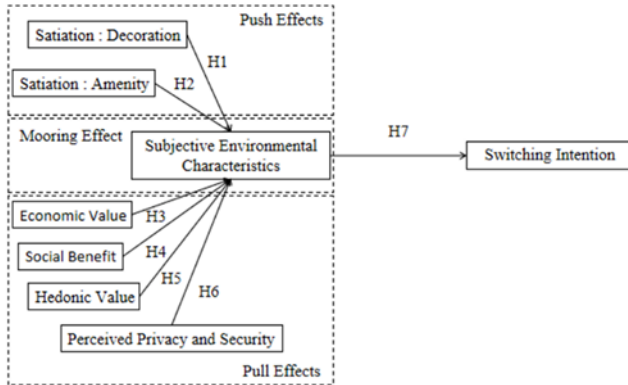 Push Effects
Satiation : Decoration
H1
Satiation : Amenity
H2
Mooring Effect
Subjective Environmental
Characteristics
H7
Switching Intention
Economic Value
H3
Social Benefit
H4
Hedonic Value
H5
H6
Perceived Privacy and Security
Pull Effects